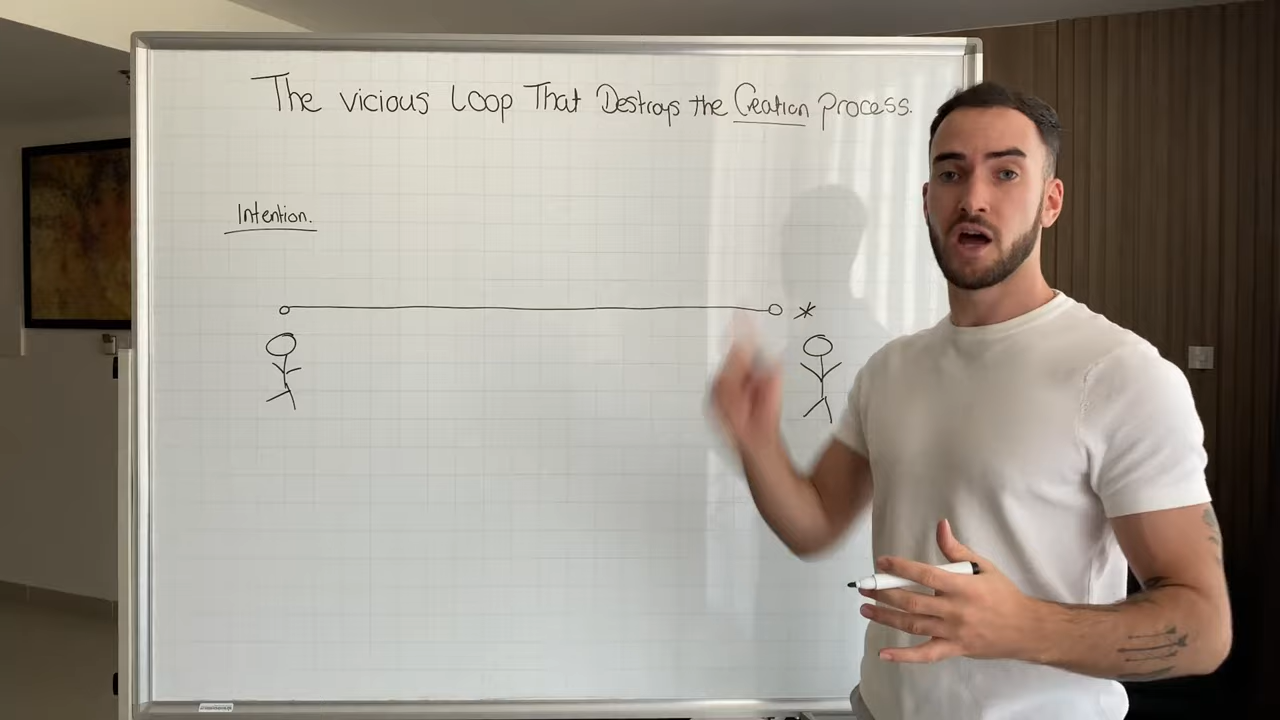 The vicious Loop That Destroys the Creation Process.
Intention.